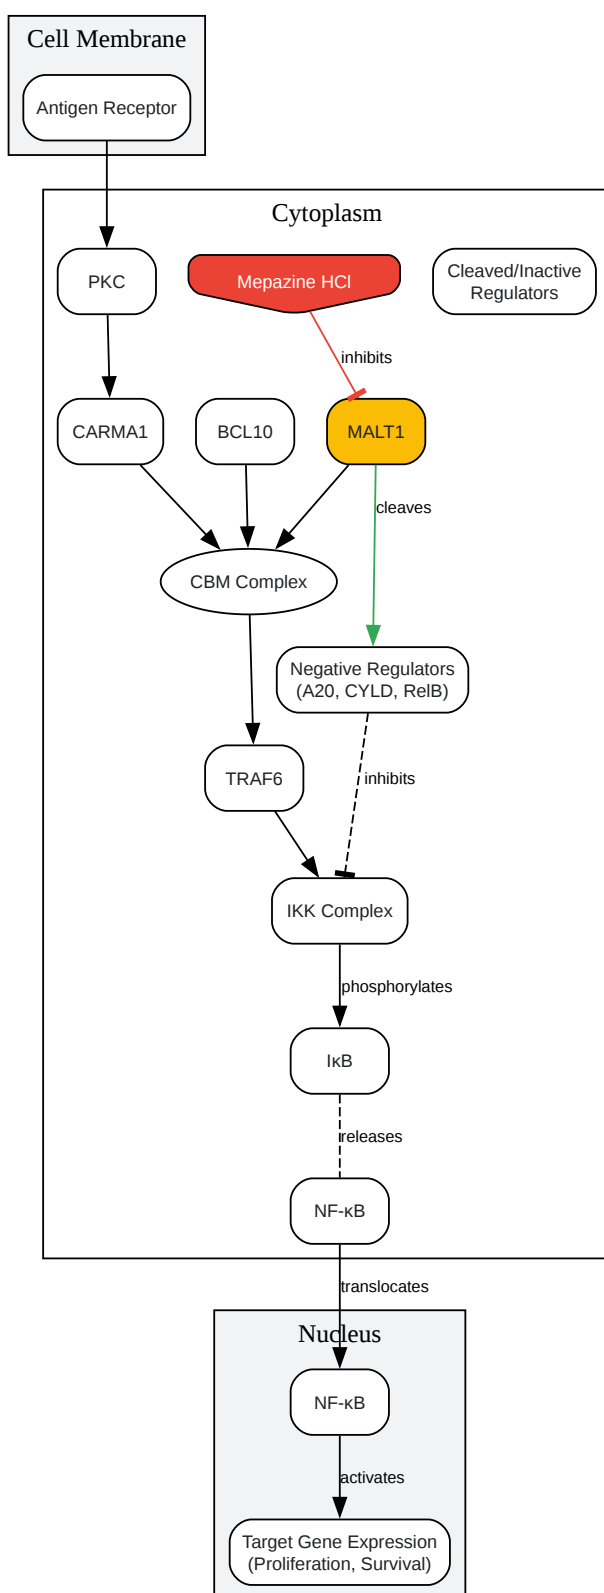 Cell Membrane
Antigen Receptor
Cytoplasm
PKC
Mepazine HCl
Cleaved/Inactive
Regulators
inhibits
CARMA1
BCL10
MALT1
cleaves
CBM Complex
Negative Regulators
(A20, CYLD, RelB)
TRAF6
inhibits
IKK Complex
phosphorylates
IκB
releases
NF-κB
translocates
Nucleus
NF-κB
activates
Target Gene Expression
(Proliferation, Survival)